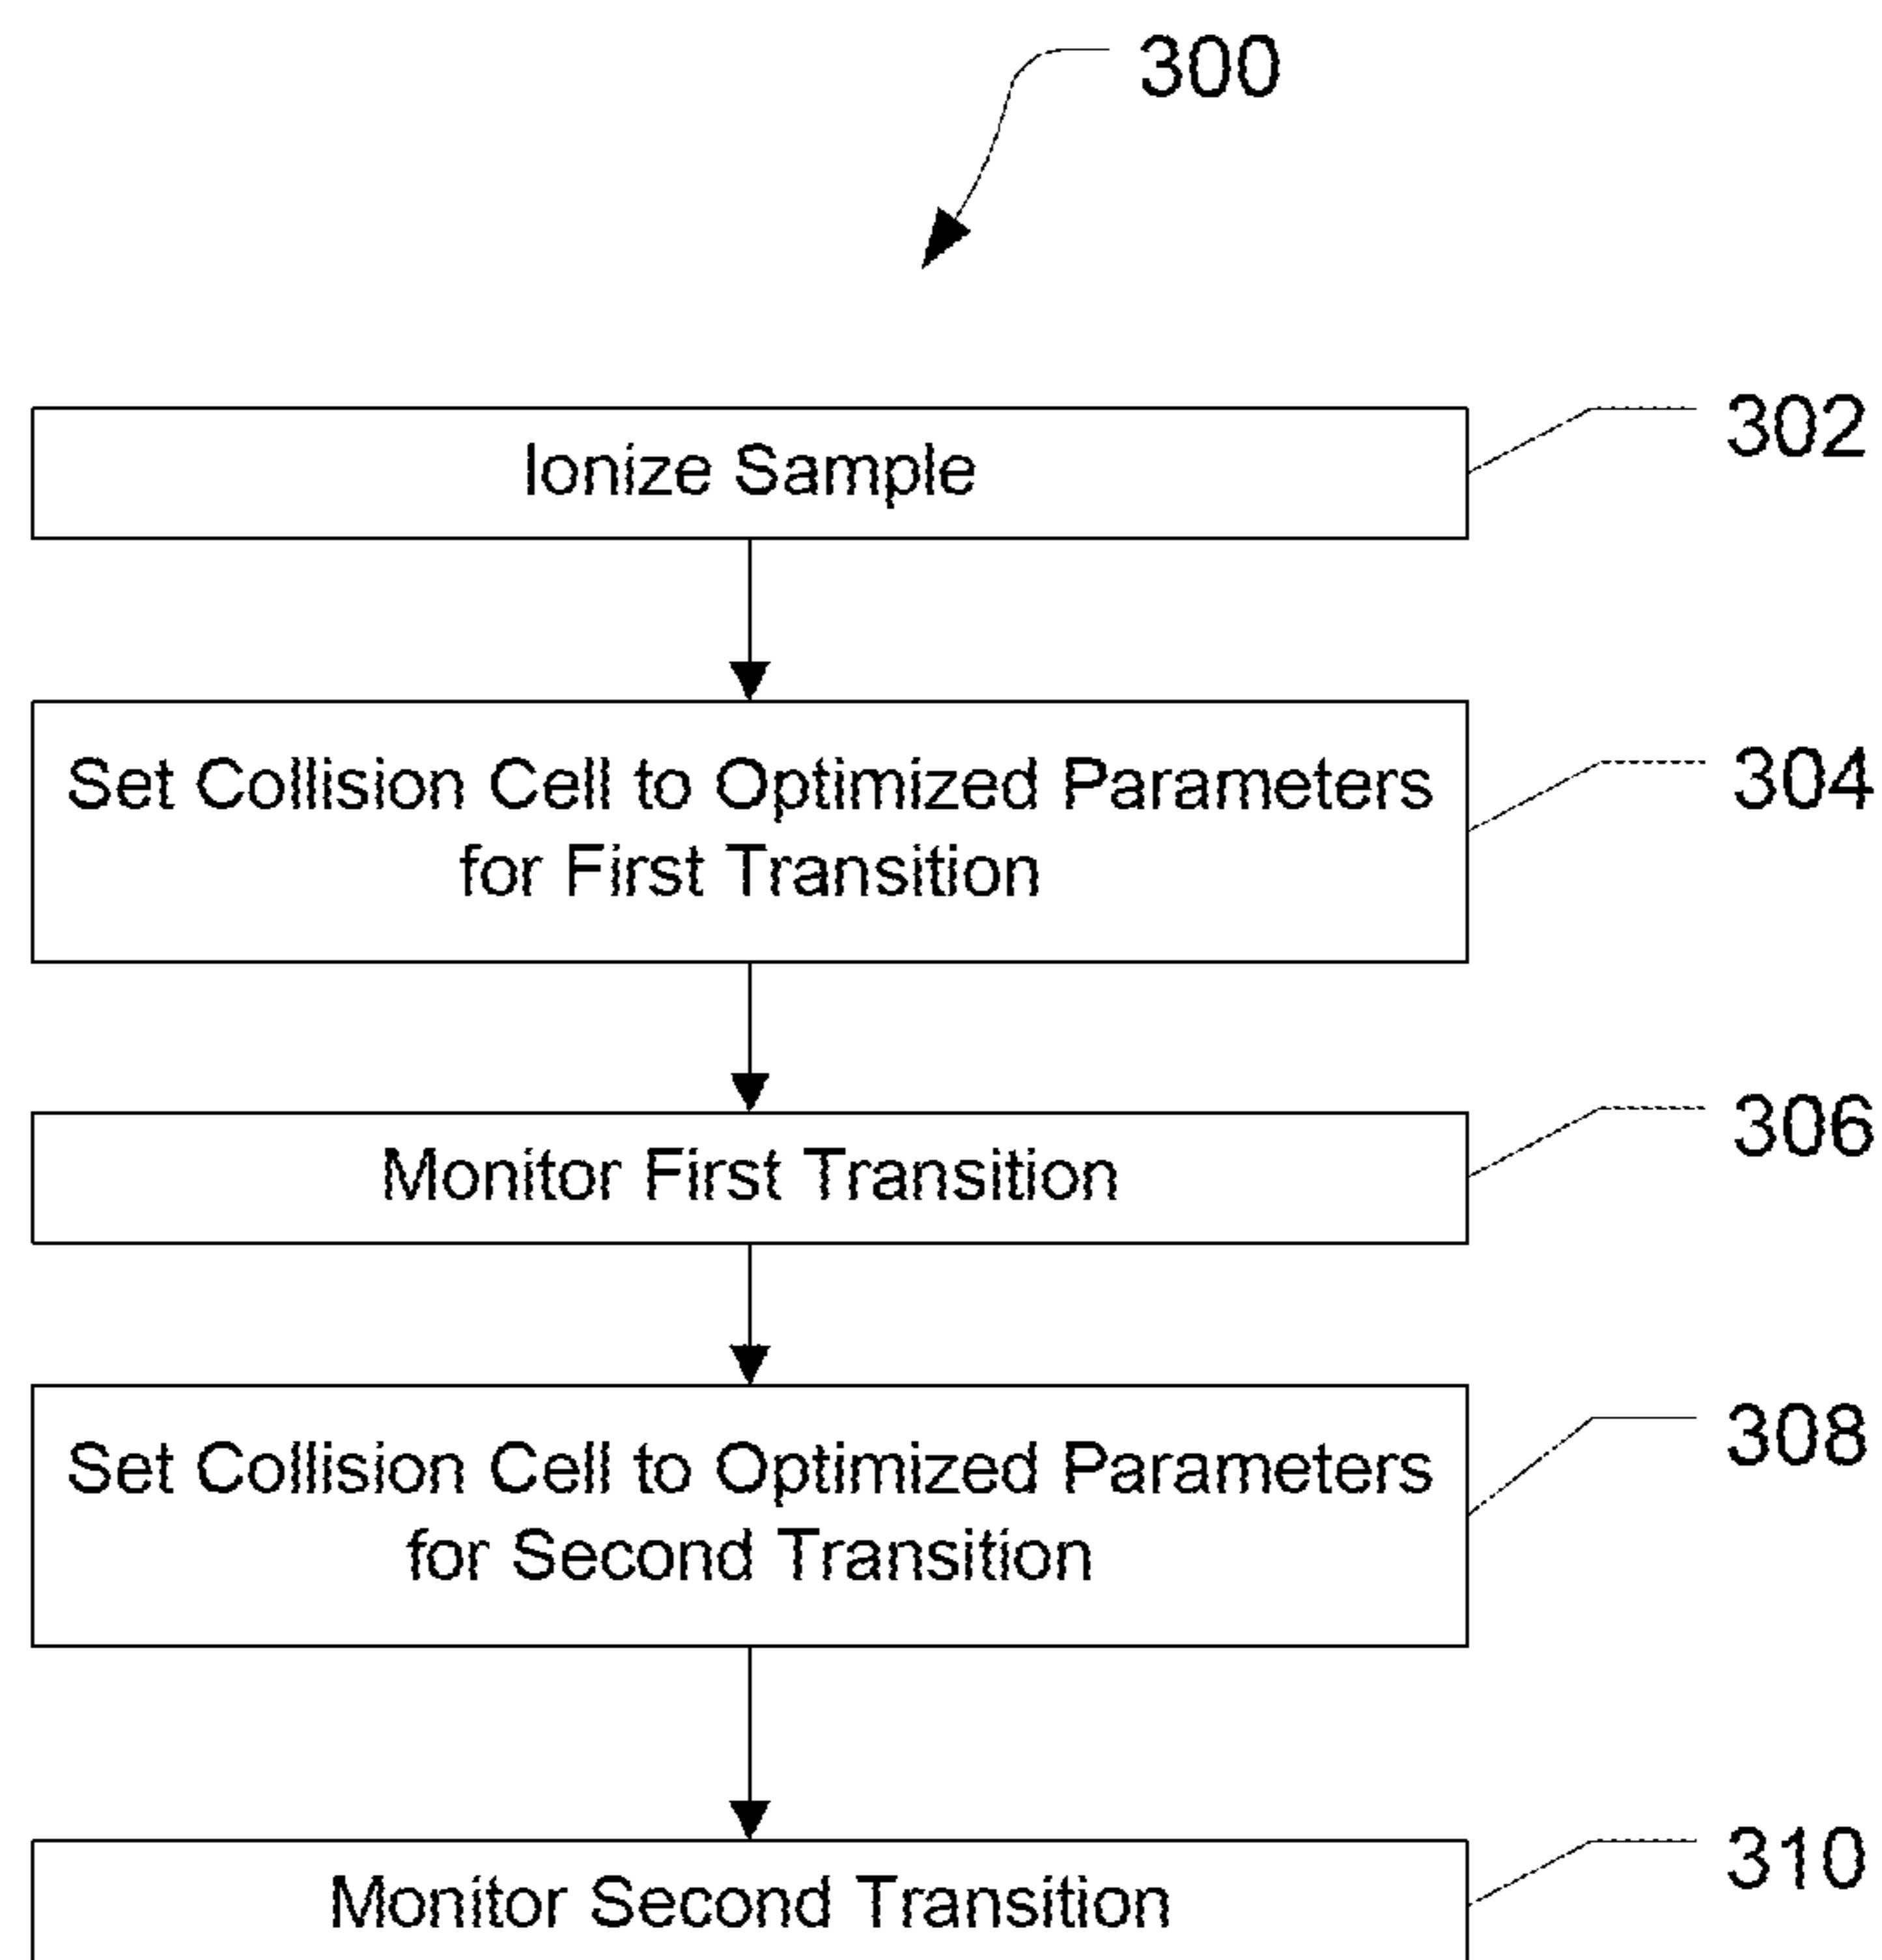 300
Ionize Sample
302
Set Collision Cell to Optimized Parameters
for First Transition
304
Monitor First Transition
306
Set Collision Cell to Optimized Parameters
for Second Transition
308
Monitor Second Transition
310